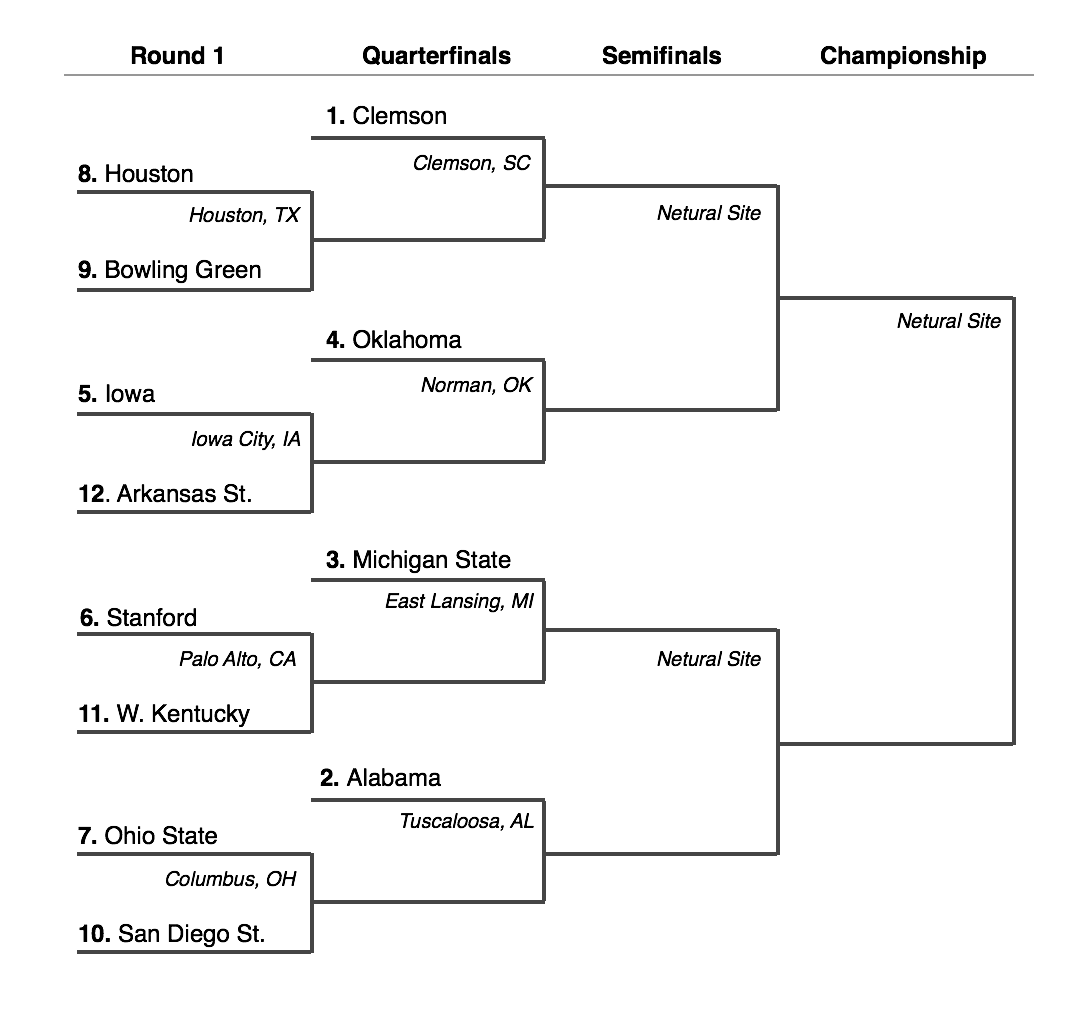 Round 1 Quarterfinals Semifinals Championship
1. Clemson
Clemson, SC
8. Houston
Houston, TX
9. Bowling Green
Netural Site
Netural Site
4. Oklahoma
Norman, OK
5. Iowa
Iowa City, IA
12. Arkansas St.
3. Michigan State
East Lansing, MI
6. Stanford
Palo Alto, CA
11. W. Kentucky
Netural Site
2. Alabama
Tuscaloosa, AL
7. Ohio State
Columbus, OH
10. San Diego St.